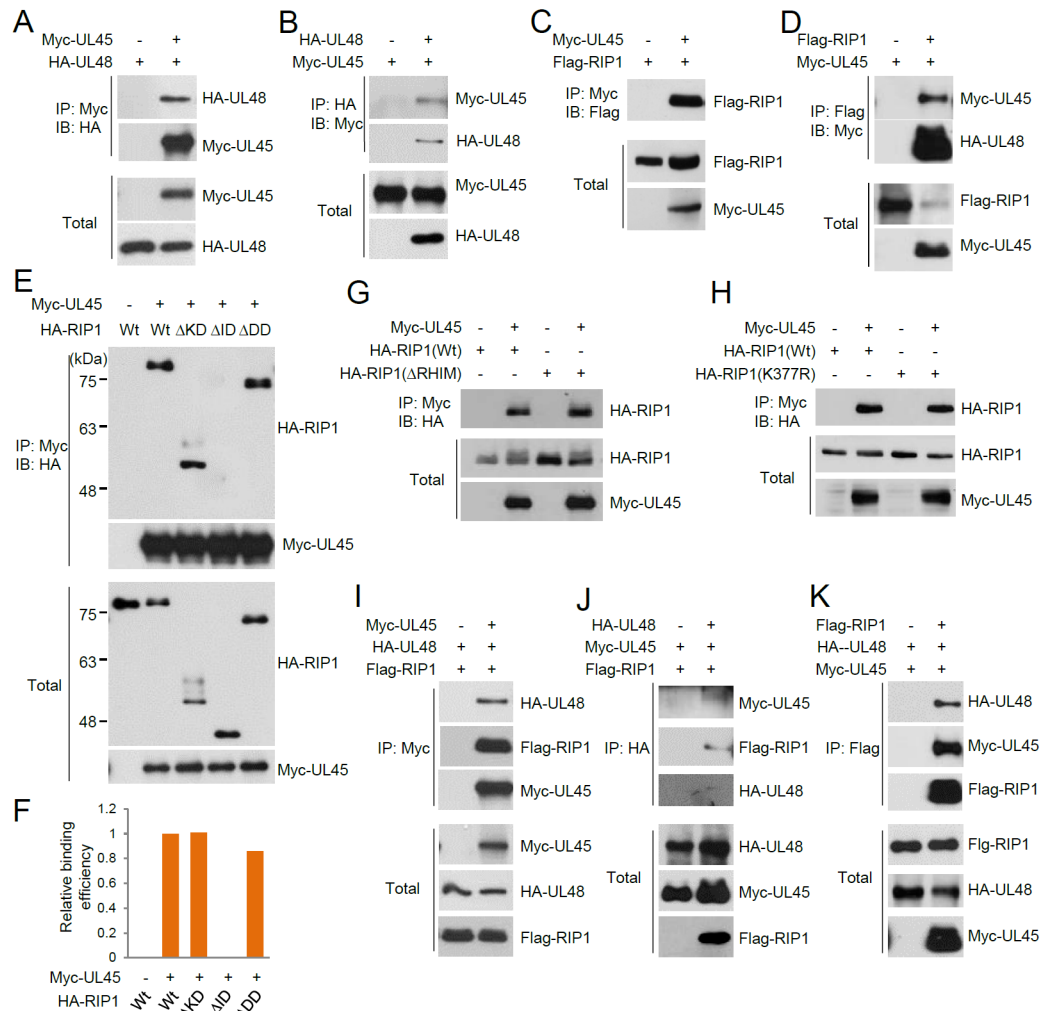 A
Myc-UL45 - +
HA-UL48 + +
IP: Myc
IB: HA
HA-UL48
Myc-UL45
Total
Myc-UL45
HA-UL48
B
HA-UL48 - +
Myc-UL45 + +
IP: HA
IB: Myc
Myc-UL45
HA-UL48
Total
Myc-UL45
HA-UL48
C
Myc-UL45 - +
Flag-RIP1 + +
IP: Myc
IB: Flag
Flag-RIP1
Total
Flag-RIP1
Myc-UL45
D
Flag-RIP1 - +
Myc-UL45 + +
IP: Flag
IB: Myc
Myc-UL45
HA-UL48
Total
Flag-RIP1
Myc-UL45
E
Myc-UL45 - + + + +
HA-RIP1 Wt Wt ΔKD ΔID ΔDD
(kDa)
75
63
48
IP: Myc
IB: HA
HA-RIP1
Myc-UL45
75
63
48
Total
HA-RIP1
Myc-UL45
F
Relative binding
efficiency
1.2
1
0.8
0.6
0.4
0.2
0
Myc-UL45 - + + + +
HA-RIP1 Wt Wt ΔKD ΔID ΔDD
G
Myc-UL45 - + - +
HA-RIP1(Wt) + + - -
HA-RIP1(ΔRHIM) - - + +
IP: Myc
IB: HA
HA-RIP1
Total
HA-RIP1
Myc-UL45
H
Myc-UL45 - + - +
HA-RIP1(Wt) + + - -
HA-RIP1(K377R) - - + +
IP: Myc
IB: HA
HA-RIP1
Total
HA-RIP1
Myc-UL45
I
Myc-UL45 - +
HA-UL48 + +
Flag-RIP1 + +
IP: Myc
HA-UL48
Flag-RIP1
Myc-UL45
Total
Myc-UL45
HA-UL48
Flag-RIP1
J
HA-UL48 - +
Myc-UL45 + +
Flag-RIP1 + +
IP: HA
Myc-UL45
Flag-RIP1
HA-UL48
Total
HA-UL48
Myc-UL45
Flag-RIP1
K
Flag-RIP1 - +
HA--UL48 + +
Myc-UL45 + +
IP: Flag
HA-UL48
Myc-UL45
Flag-RIP1
Total
Flg-RIP1
HA-UL48
Myc-UL45